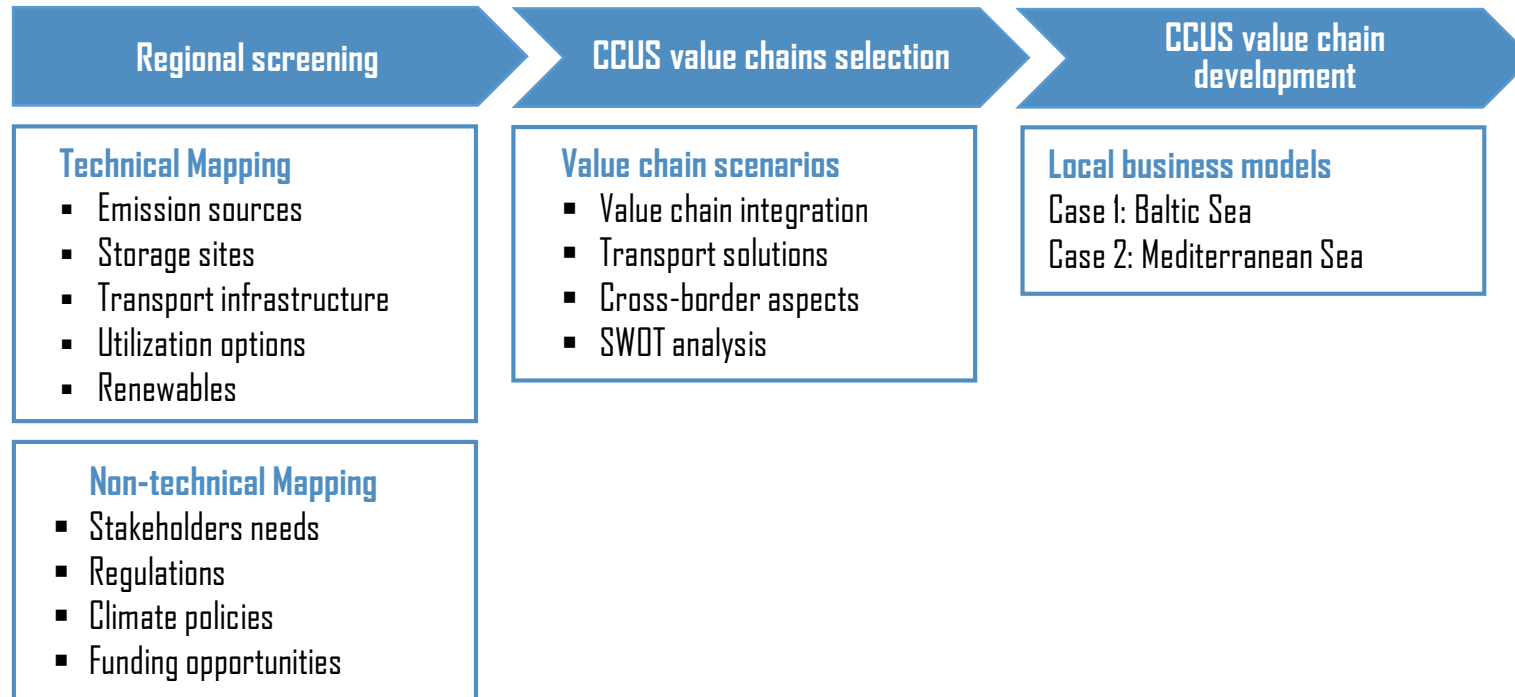 Regional screening
CCUS value chains selection
CCUS value chain
development
Technical Mapping
▪ Emission sources
▪ Storage sites
▪ Transport infrastructure
▪ Utilization options
▪ Renewables
Non-technical Mapping
▪ Stakeholders needs
▪ Regulations
▪ Climate policies
▪ Funding opportunities
Value chain scenarios
▪ Value chain integration
▪ Transport solutions
▪ Cross-border aspects
▪ SWOT analysis
Local business models
Case 1: Baltic Sea
Case 2: Mediterranean Sea